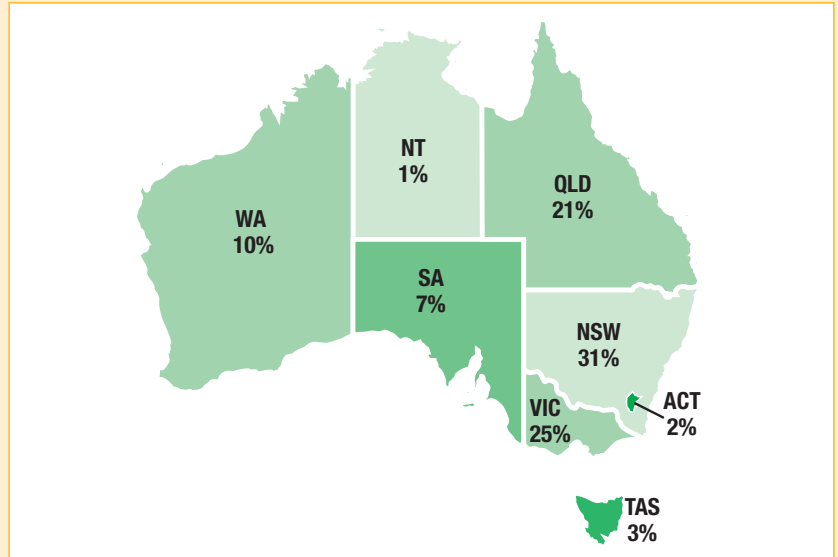 NT
1%
QLD
21%
WA
10%
SA
7%
NSW
31%
ACT
2%
VIC
25%
TAS
3%